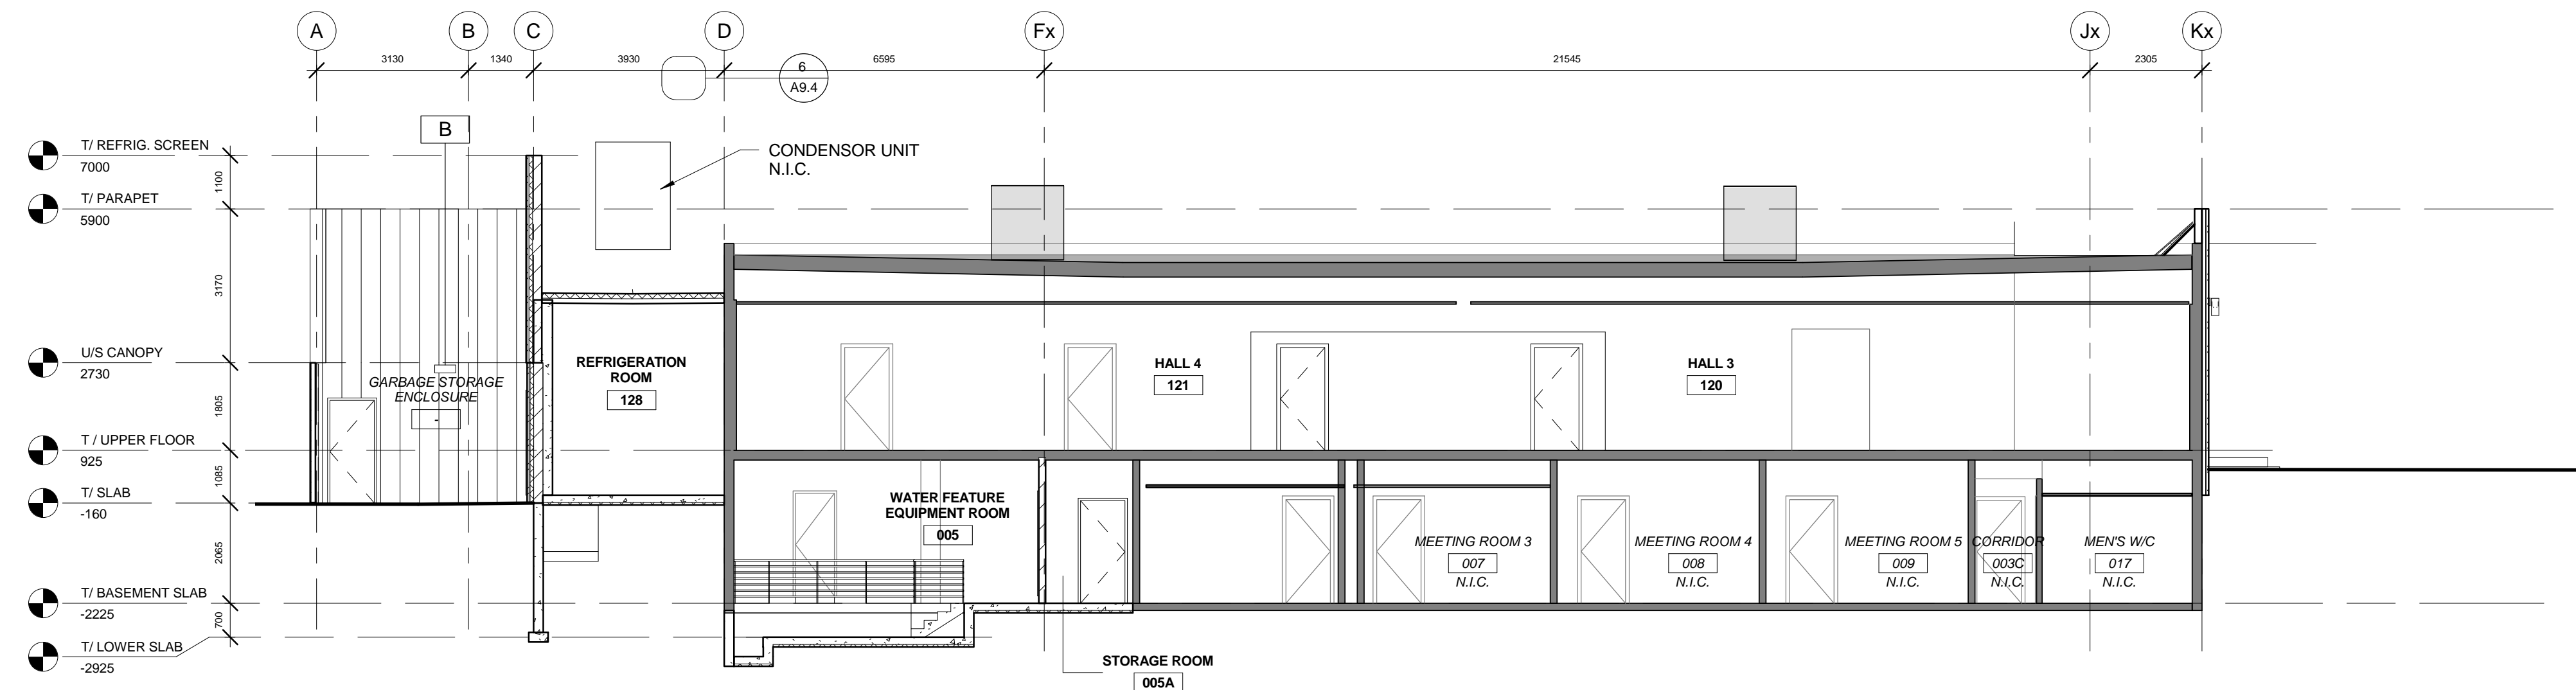 A
B
C
D
Fx
Jx
Kx
3130
1340
3930
6595
21545
2305
6
A9.4
B
CONDENSOR UNIT
N.I.C.
T/ REFRIG. SCREEN
7000
1100
T/ PARAPET
5900
3170
U/S CANOPY
2730
1805
T / UPPER FLOOR
925
1085
T/ SLAB
-160
2065
T/ BASEMENT SLAB
-2225
700
T/ LOWER SLAB
-2925
GARBAGE STORAGE
ENCLOSURE
-
REFRIGERATION
ROOM
128
HALL 4
121
HALL 3
120
WATER FEATURE
EQUIPMENT ROOM
005
MEETING ROOM 3
007
N.I.C.
MEETING ROOM 4
008
N.I.C.
MEETING ROOM 5
009
N.I.C.
CORRIDOR
003C
N.I.C.
MEN'S W/C
017
N.I.C.
STORAGE ROOM
005A